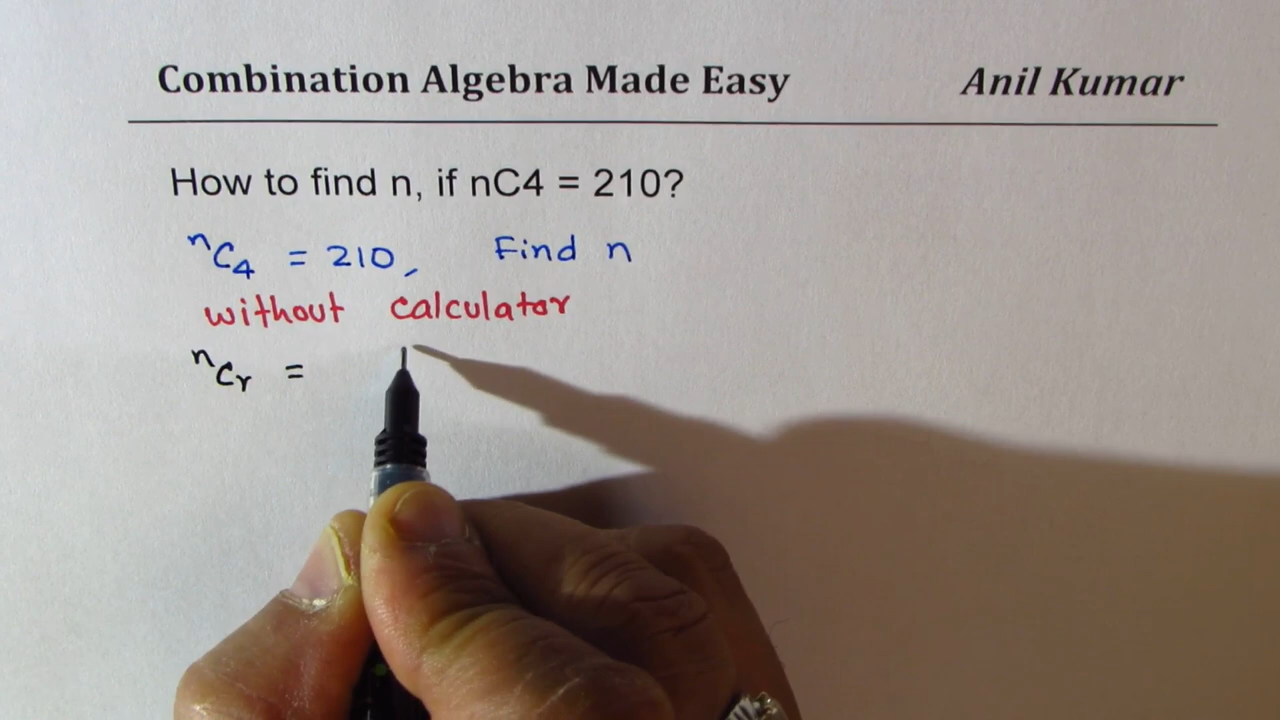 Combination Algebra Made Easy Anil Kumar
How to find n, if nC4 = 210?
ⁿC₄ = 210, Find n
without calculator
ⁿCᵣ =